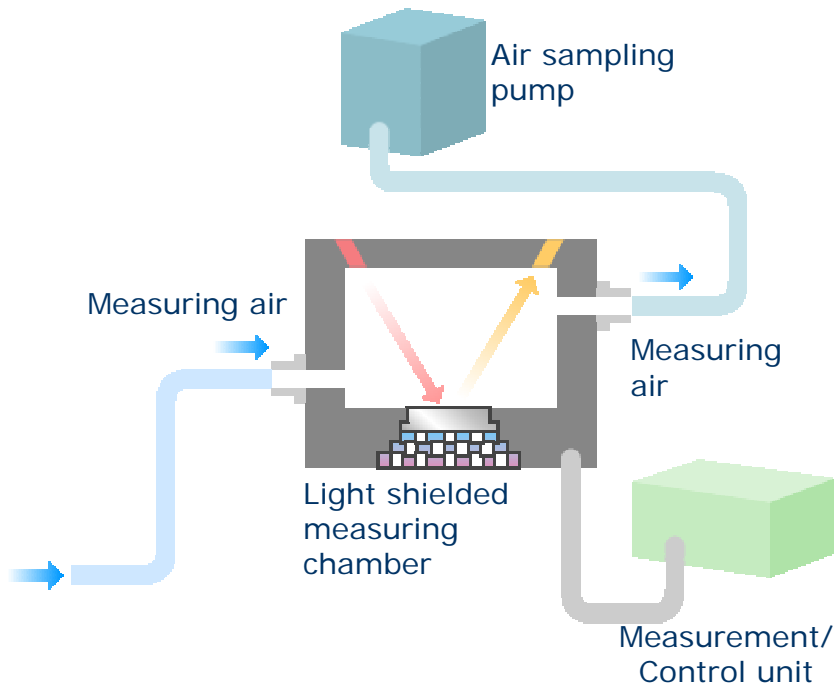 Air sampling
pump
Measuring air
Measuring
air
Light shielded
measuring
chamber
Measurement/
Control unit